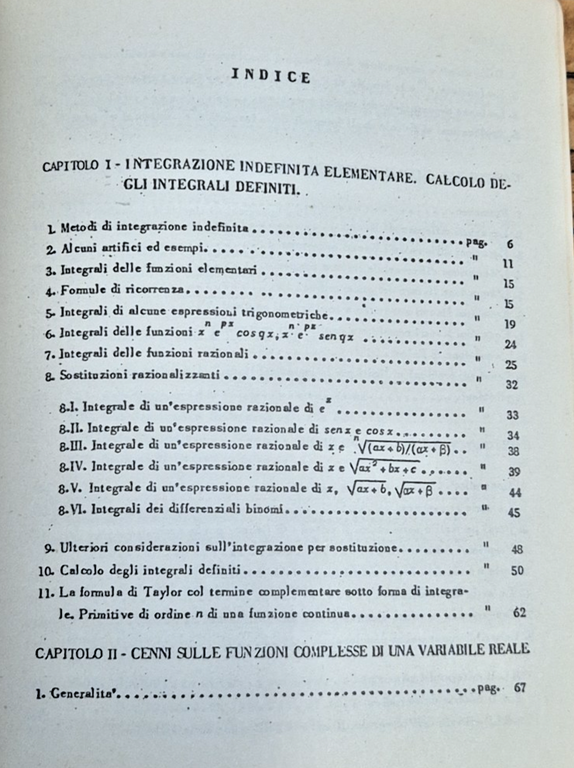 INDICE
CAPITOLO I - INTEGRAZIONE INDEFINITA ELEMENTARE. CALCOLO DE-
GLI INTEGRALI DEFINITI.
1. Metodi di integrazione indefinita........................pag. 6
2. Alcuni artifici ed esempi........................ " 11
3. Integrali delle funzioni elementari........................ " 15
4. Formule di ricorrenza........................ " 15
5. Integrali di alcune espressioni trigonometriche........................ " 19
6. Integrali delle funzioni xⁿ e^px cos qx, xⁿ· e^px· sen qx ............ " 24
7. Integrali delle funzioni razionali........................ " 25
8. Sostituzioni razionalizzanti........................ " 32
8.I. Integrale di un'espressione razionale di e^x............ " 33
8.II. Integrale di un'espressione razionale di sen x e cos x......... " 34
8.III. Integrale di un'espressione razionale di x e ⁿ√(ax+b)/(αx+β).. " 38
8.IV. Integrale di un'espressione razionale di x e √ax²+bx+c...... " 39
8.V. Integrale di un'espressione razionale di x, √ax+b, √αx+β.... " 44
8.VI. Integrali dei differenziali binomi........................ " 45
9. Ulteriori considerazioni sull'integrazione per sostituzione......... " 48
10. Calcolo degli integrali definiti........................ " 50
11. La formula di Taylor col termine complementare sotto forma di integra-
le. Primitive di ordine n di una funzione continua............... " 62
CAPITOLO II - CENNI SULLE FUNZIONI COMPLESSE DI UNA VARIABILE REALE
1. Generalita'........................pag. 67